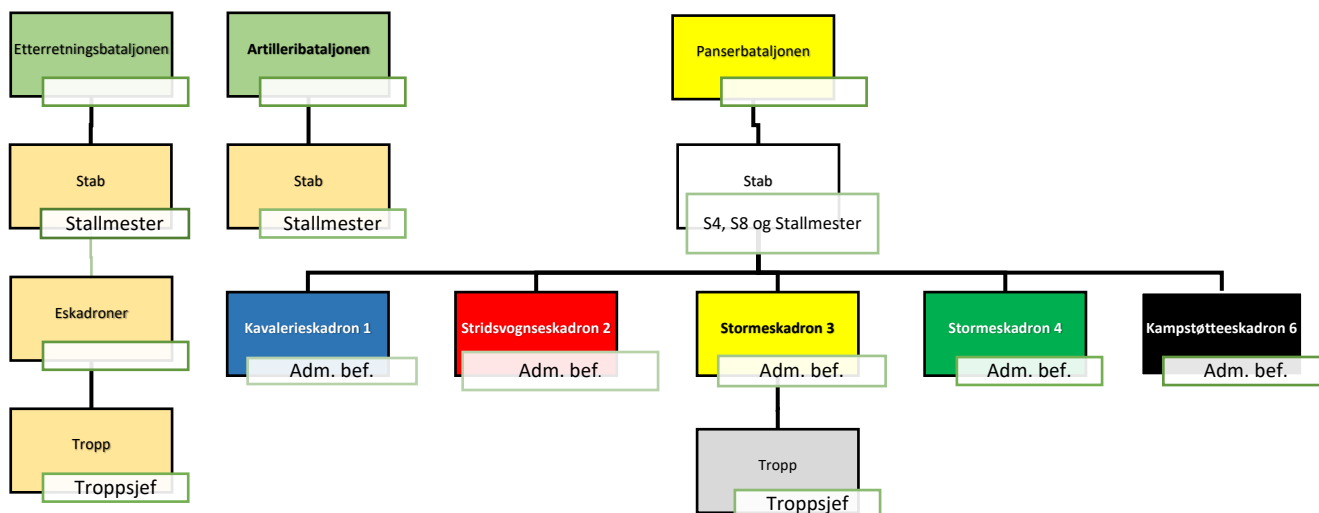 Etterretningsbataljonen
Artilleribataljonen
Panserbataljonen
Stab
Stallmester
Stab
Stallmester
Stab
S4, S8 og Stallmester
Eskadroner
Kavalerieskadron 1
Adm. bef.
Stridsvognseskadron 2
Adm. bef.
Stormeskadron 3
Adm. bef.
Stormeskadron 4
Adm. bef.
Kampstøtteeskadron 6
Adm. bef.
Tropp
Troppsjef
Tropp
Troppsjef